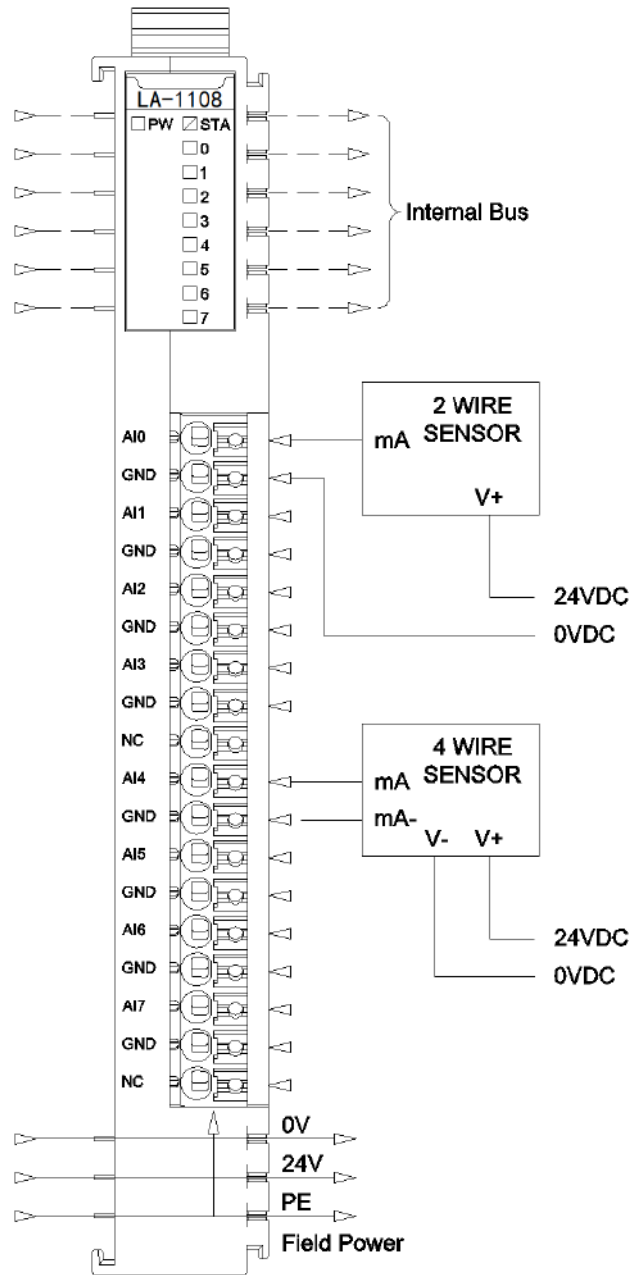 LA-1108
PW STA
0
1
2
3
4
5
6
7
Internal Bus
AI0
GND
AI1
GND
AI2
GND
AI3
GND
NC
AI4
GND
AI5
GND
AI6
GND
AI7
GND
NC
2 WIRE
SENSOR
mA
V+
24VDC
0VDC
4 WIRE
SENSOR
mA
mA-
V- V+
24VDC
0VDC
0V
24V
PE
Field Power